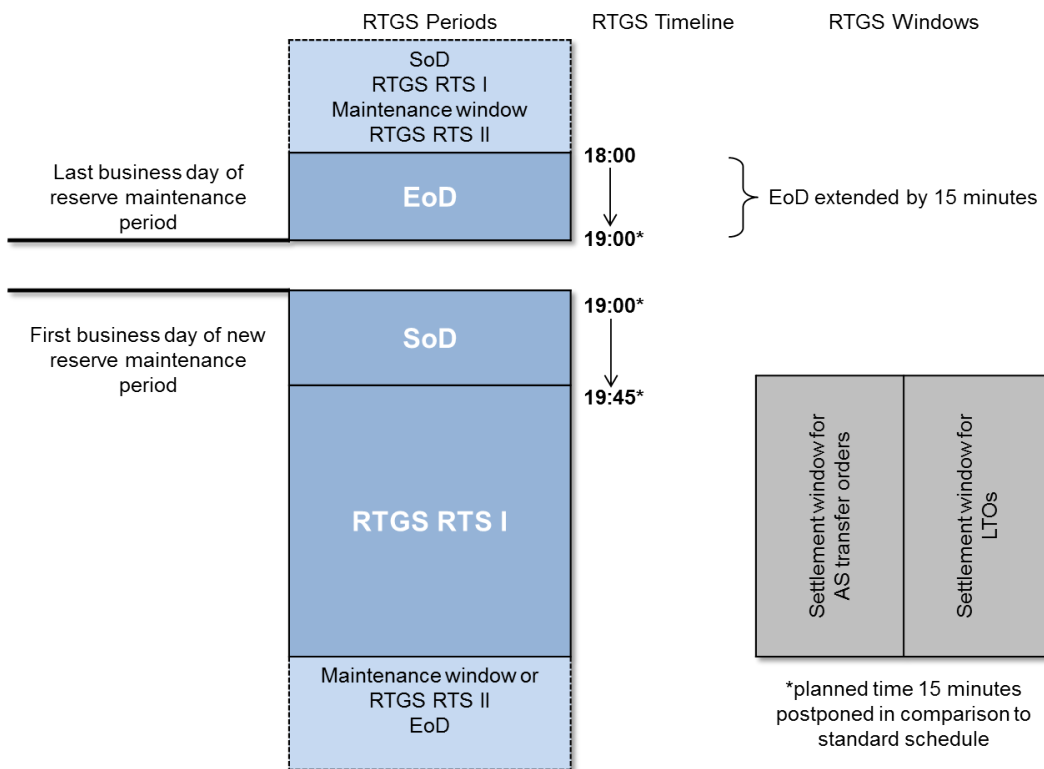 RTGS Periods
RTGS Timeline
RTGS Windows
SoD
RTGS RTS I
Maintenance window
RTGS RTS II
Last business day of
reserve maintenance
period
EoD
18:00
19:00*
EoD extended by 15 minutes
First business day of new
reserve maintenance
period
SoD
19:00*
19:45*
RTGS RTS I
Settlement window for
AS transfer orders
Settlement window for
LTOs
Maintenance window or
RTGS RTS II
EoD
*planned time 15 minutes
postponed in comparison to
standard schedule